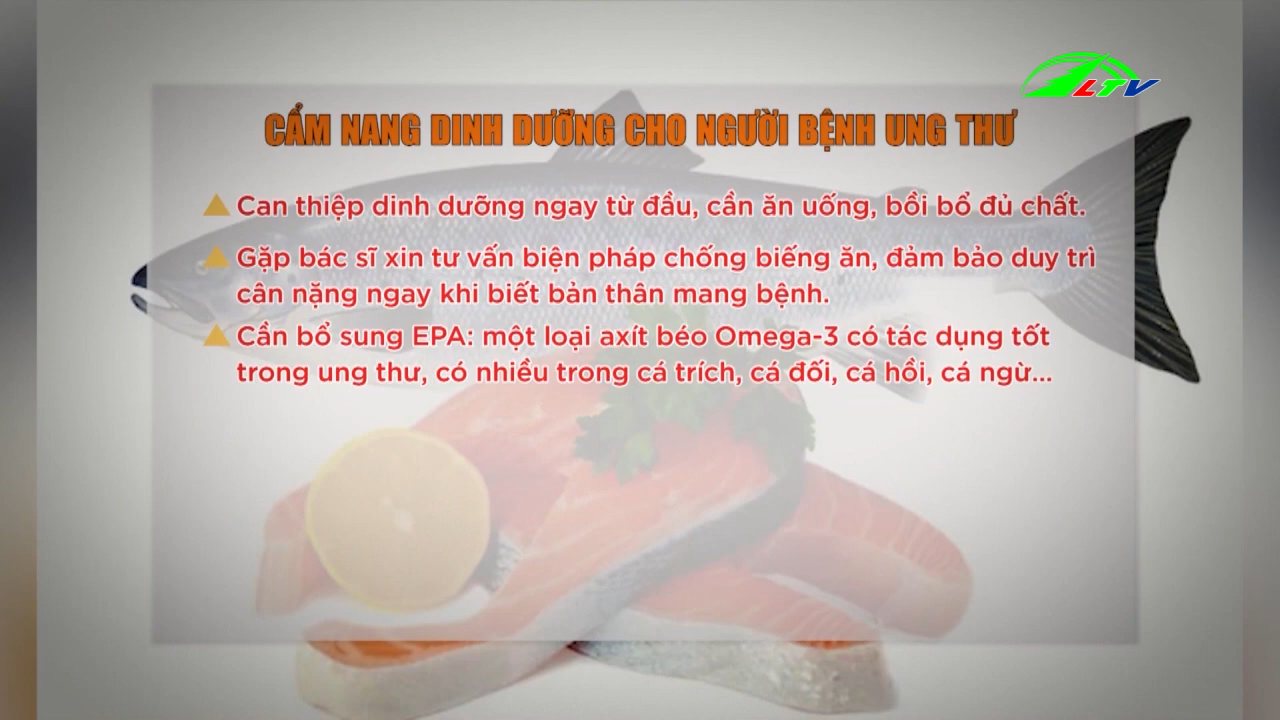 LTV
CẨM NANG DINH DƯỠNG CHO NGƯỜI BỆNH UNG THƯ
Can thiệp dinh dưỡng ngay từ đầu, cần ăn uống, bồi bổ đủ chất.
Gặp bác sĩ xin tư vấn biện pháp chống biếng ăn, đảm bảo duy trì
cân nặng ngay khi biết bản thân mang bệnh.
Cần bổ sung EPA: một loại axít béo Omega-3 có tác dụng tốt
trong ung thư, có nhiều trong cá trích, cá đối, cá hồi, cá ngừ...